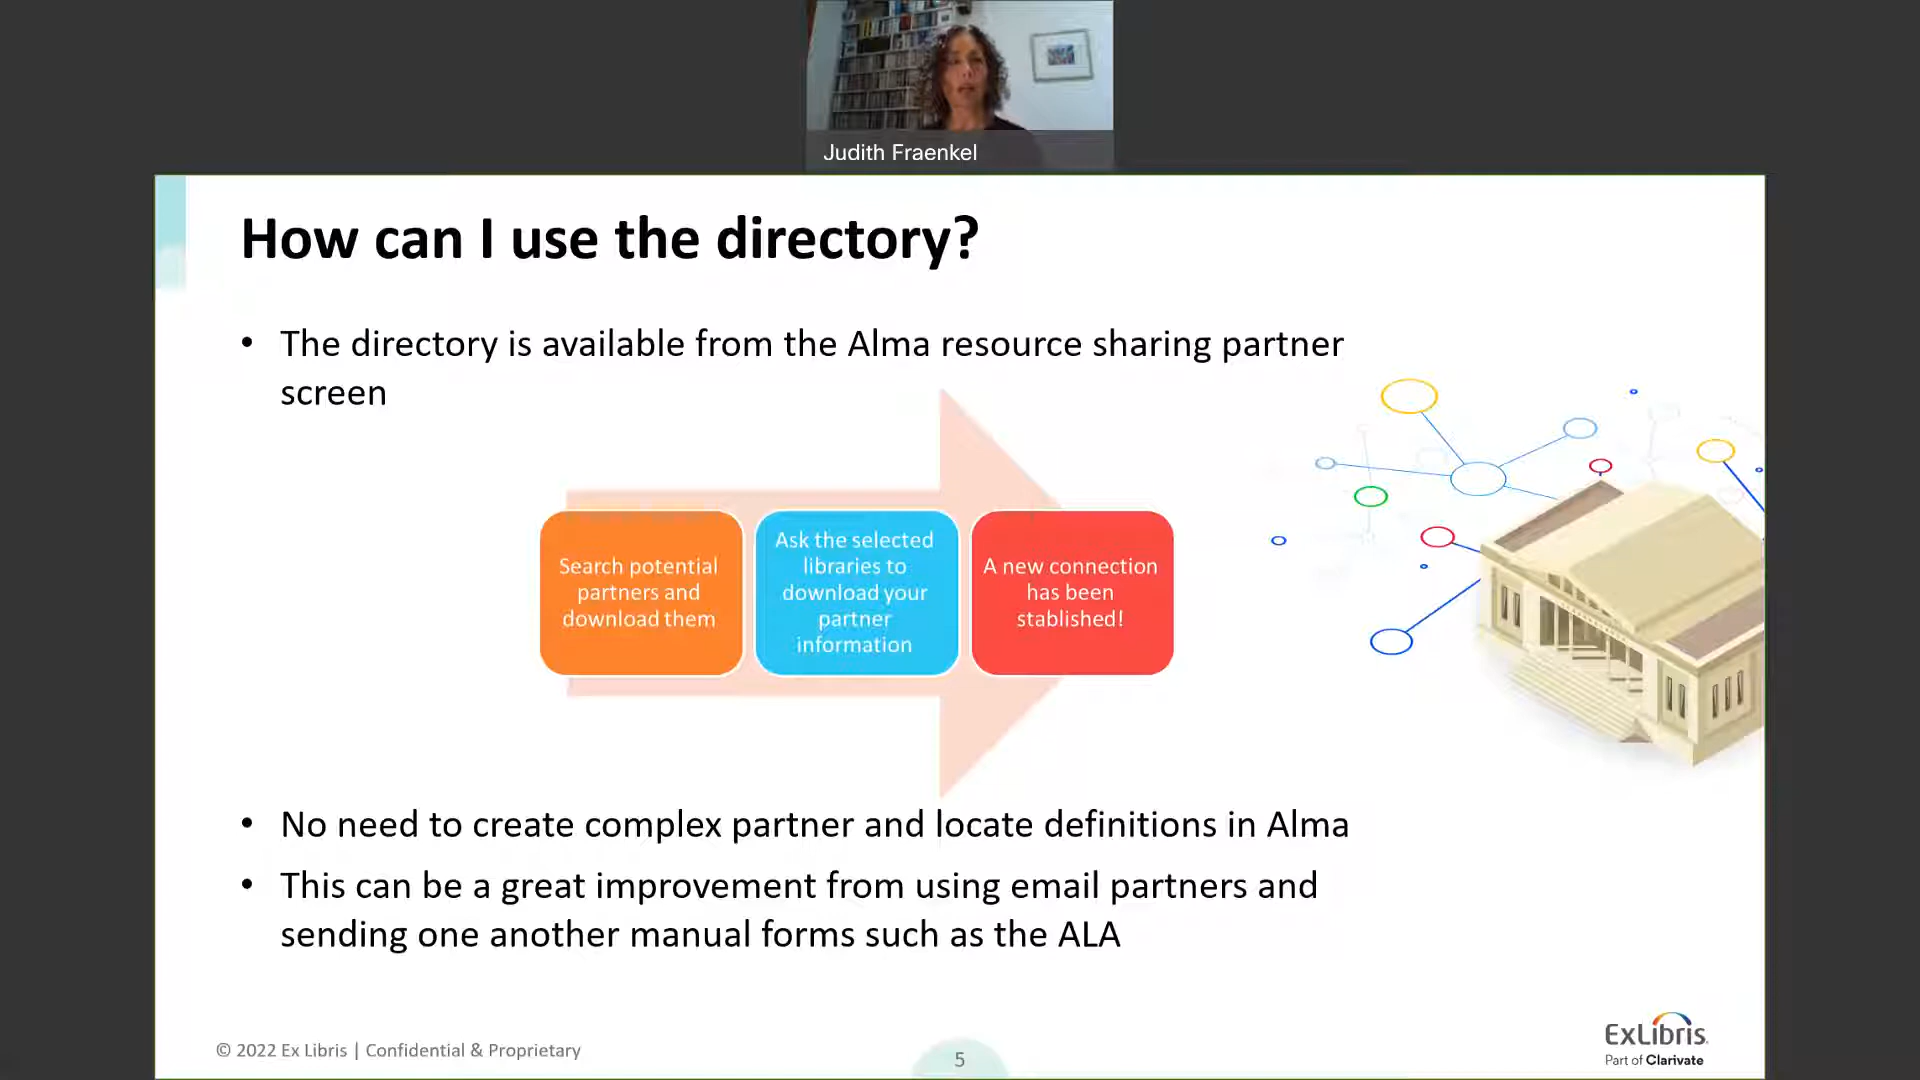 Judith Fraenkel
How can I use the directory?
• The directory is available from the Alma resource sharing partner
screen
Search potential
partners and
download them
Ask the selected
libraries to
download your
partner
information
A new connection
has been
stablished!
• No need to create complex partner and locate definitions in Alma
• This can be a great improvement from using email partners and
sending one another manual forms such as the ALA
© 2022 Ex Libris | Confidential & Proprietary
5
ExLibris
Part of Clarivate